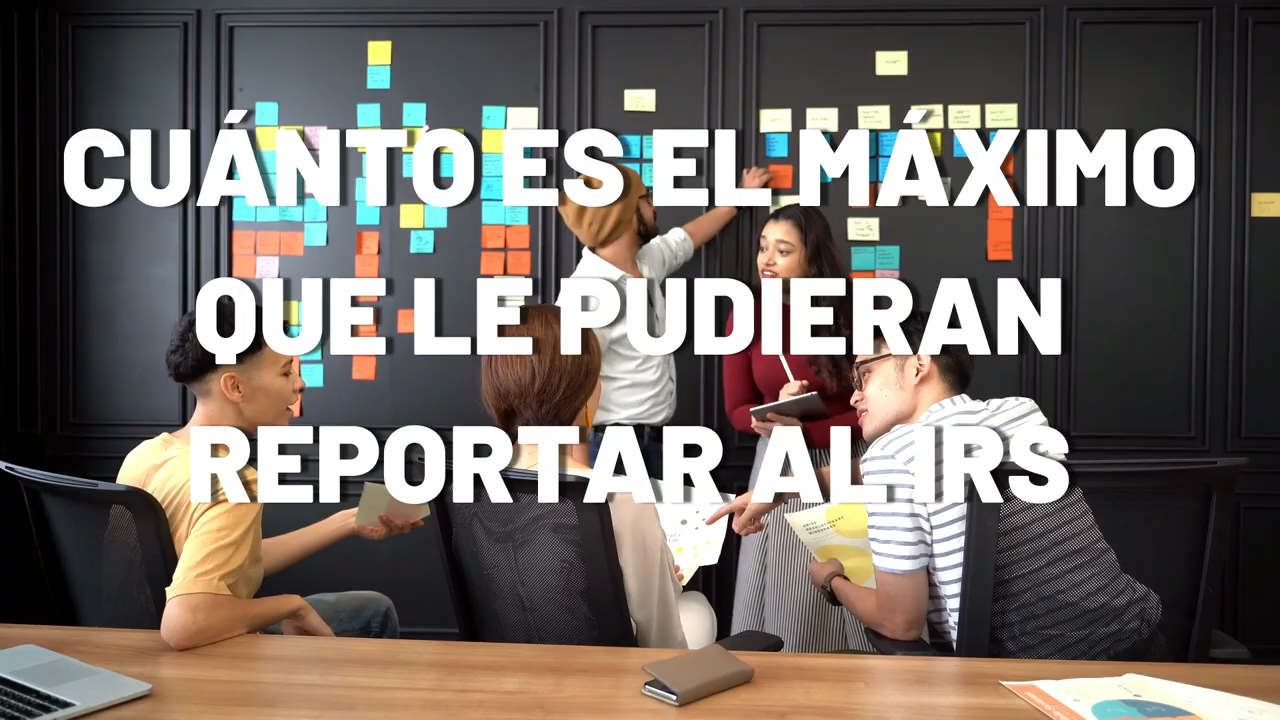 CUÁNTO ES EL MÁXIMO
QUE LE PUDIERAN
REPORTAR AL IRS